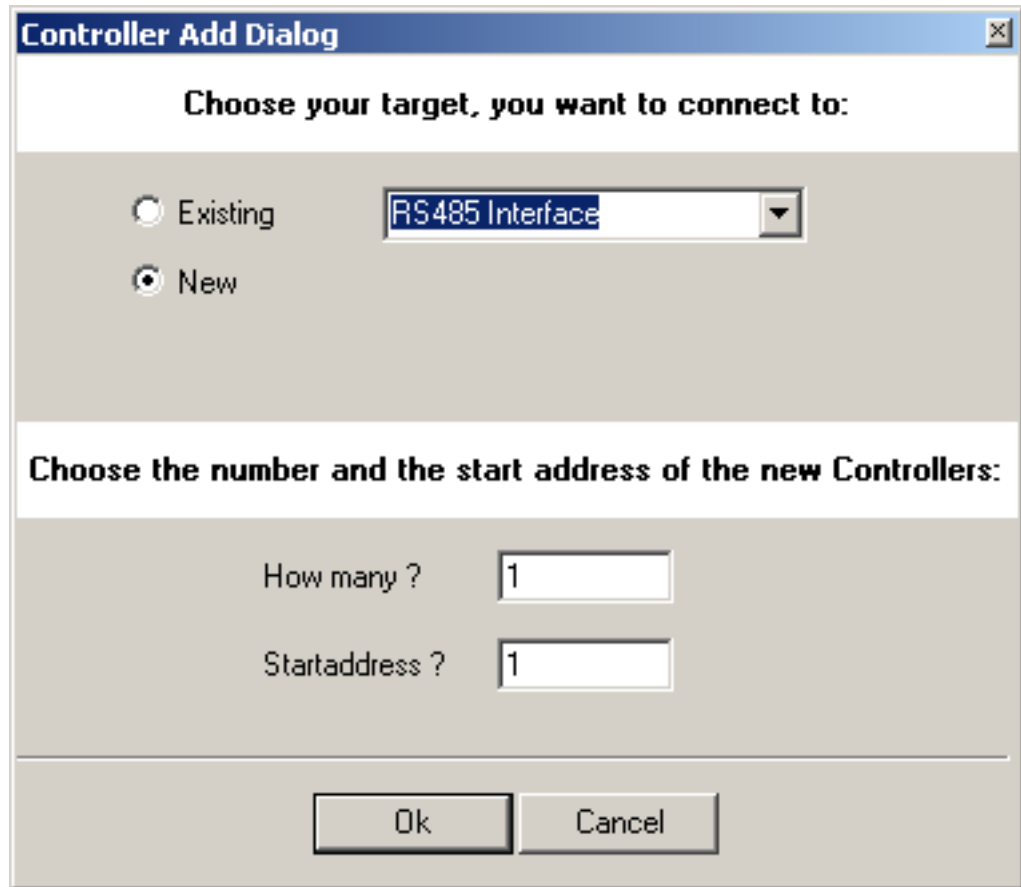 Controller Add Dialog
Choose your target, you want to connect to:
Existing RS485 Interface
New
Choose the number and the start address of the new Controllers:
How many ? 1
Startaddress ? 1
Ok Cancel